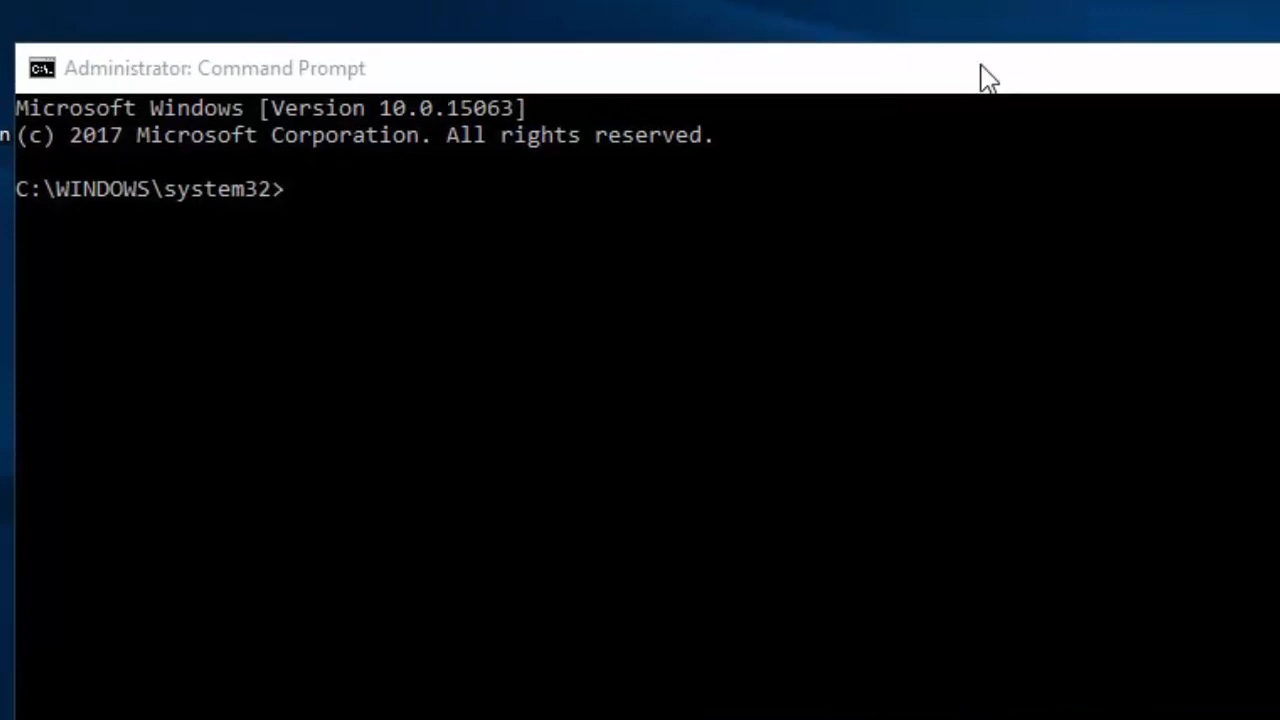 Administrator: Command Prompt
Microsoft Windows [Version 10.0.15063]
n
(c) 2017 Microsoft Corporation. All rights reserved.
C:\WINDOWS\system32>